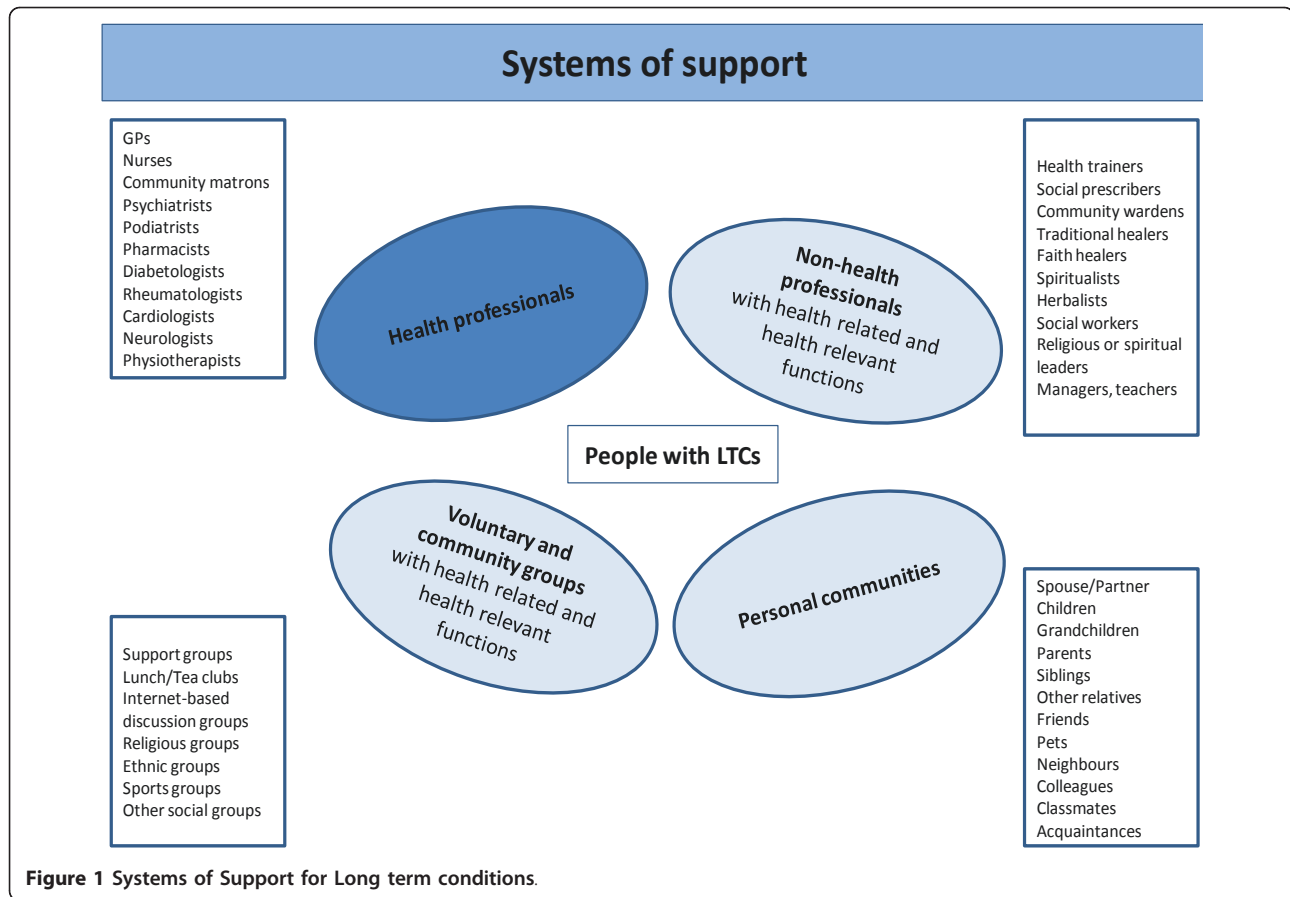 Systems of support
GPs
Nurses
Community matrons
Psychiatrists
Podiatrists
Pharmacists
Diabetologists
Rheumatologists
Cardiologists
Neurologists
Physiotherapists
Health professionals
Non-health
professionals
with health related and
health relevant
functions
Health trainers
Social prescribers
Community wardens
Traditional healers
Faith healers
Spiritualists
Herbalists
Social workers
Religious or spiritual
leaders
Managers, teachers
People with LTCs
Support groups
Lunch/Tea clubs
Internet-based
discussion groups
Religious groups
Ethnic groups
Sports groups
Other social groups
Voluntary and
community groups
with health related and
health relevant
functions
Personal communities
Spouse/Partner
Children
Grandchildren
Parents
Siblings
Other relatives
Friends
Pets
Neighbours
Colleagues
Classmates
Acquaintances
Figure 1 Systems of Support for Long term conditions.